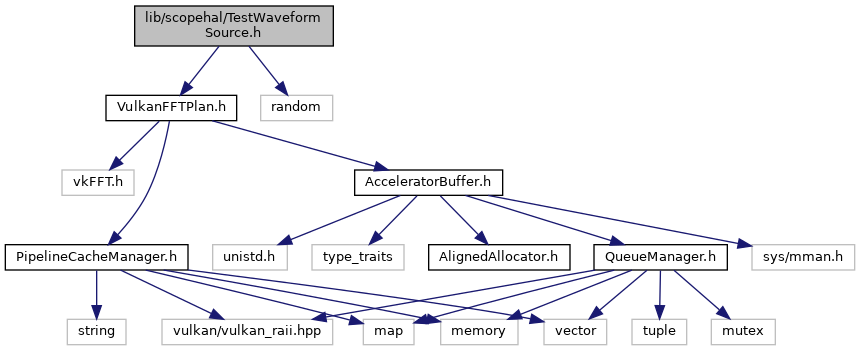 lib/scopehal/TestWaveform
Source.h
VulkanFFTPlan.h
random
vkFFT.h
AcceleratorBuffer.h
PipelineCacheManager.h
unistd.h
type_traits
AlignedAllocator.h
QueueManager.h
sys/mman.h
string
vulkan/vulkan_raii.hpp
map
memory
vector
tuple
mutex